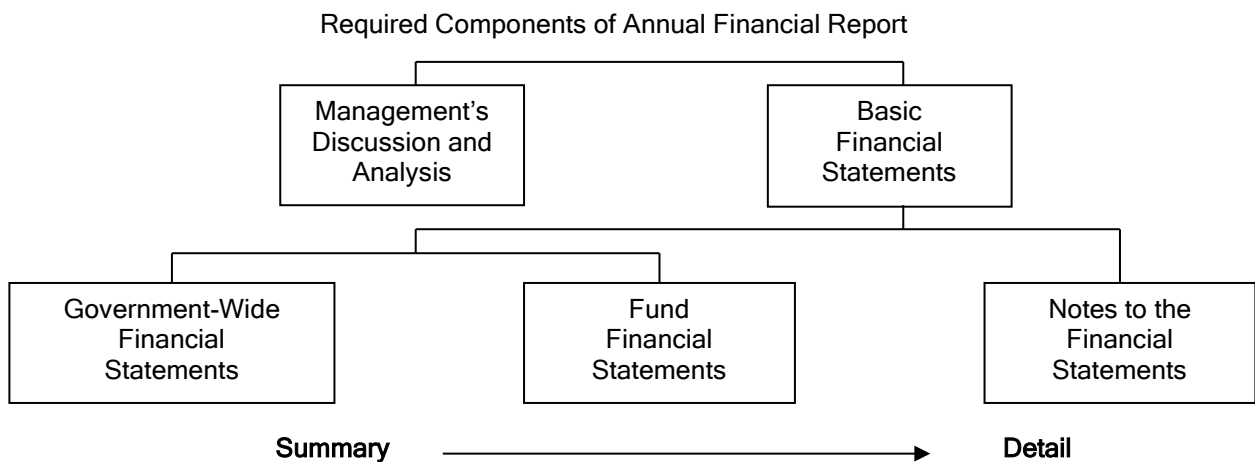 Required Components of Annual Financial Report
Management's
Discussion and
Analysis
Basic
Financial
Statements
Government-Wide
Financial
Statements
Fund
Financial
Statements
Notes to the
Financial
Statements
Summary
Detail